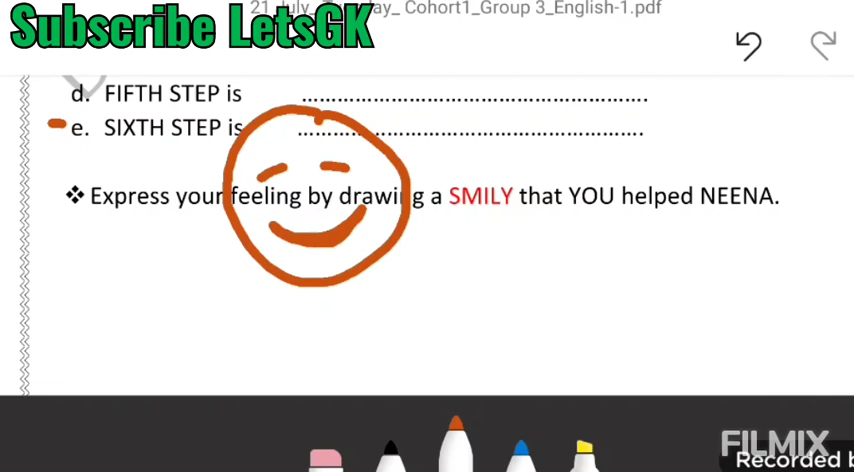 21_July_ Cohort1_Group 3_English-1.pdf
Subscribe LetsGK
d. FIFTH STEP is ........................................................
e. SIXTH STEP is ........................................................
❖ Express your feeling by drawing a SMILY that YOU helped NEENA.
FILMIX
Recorded b